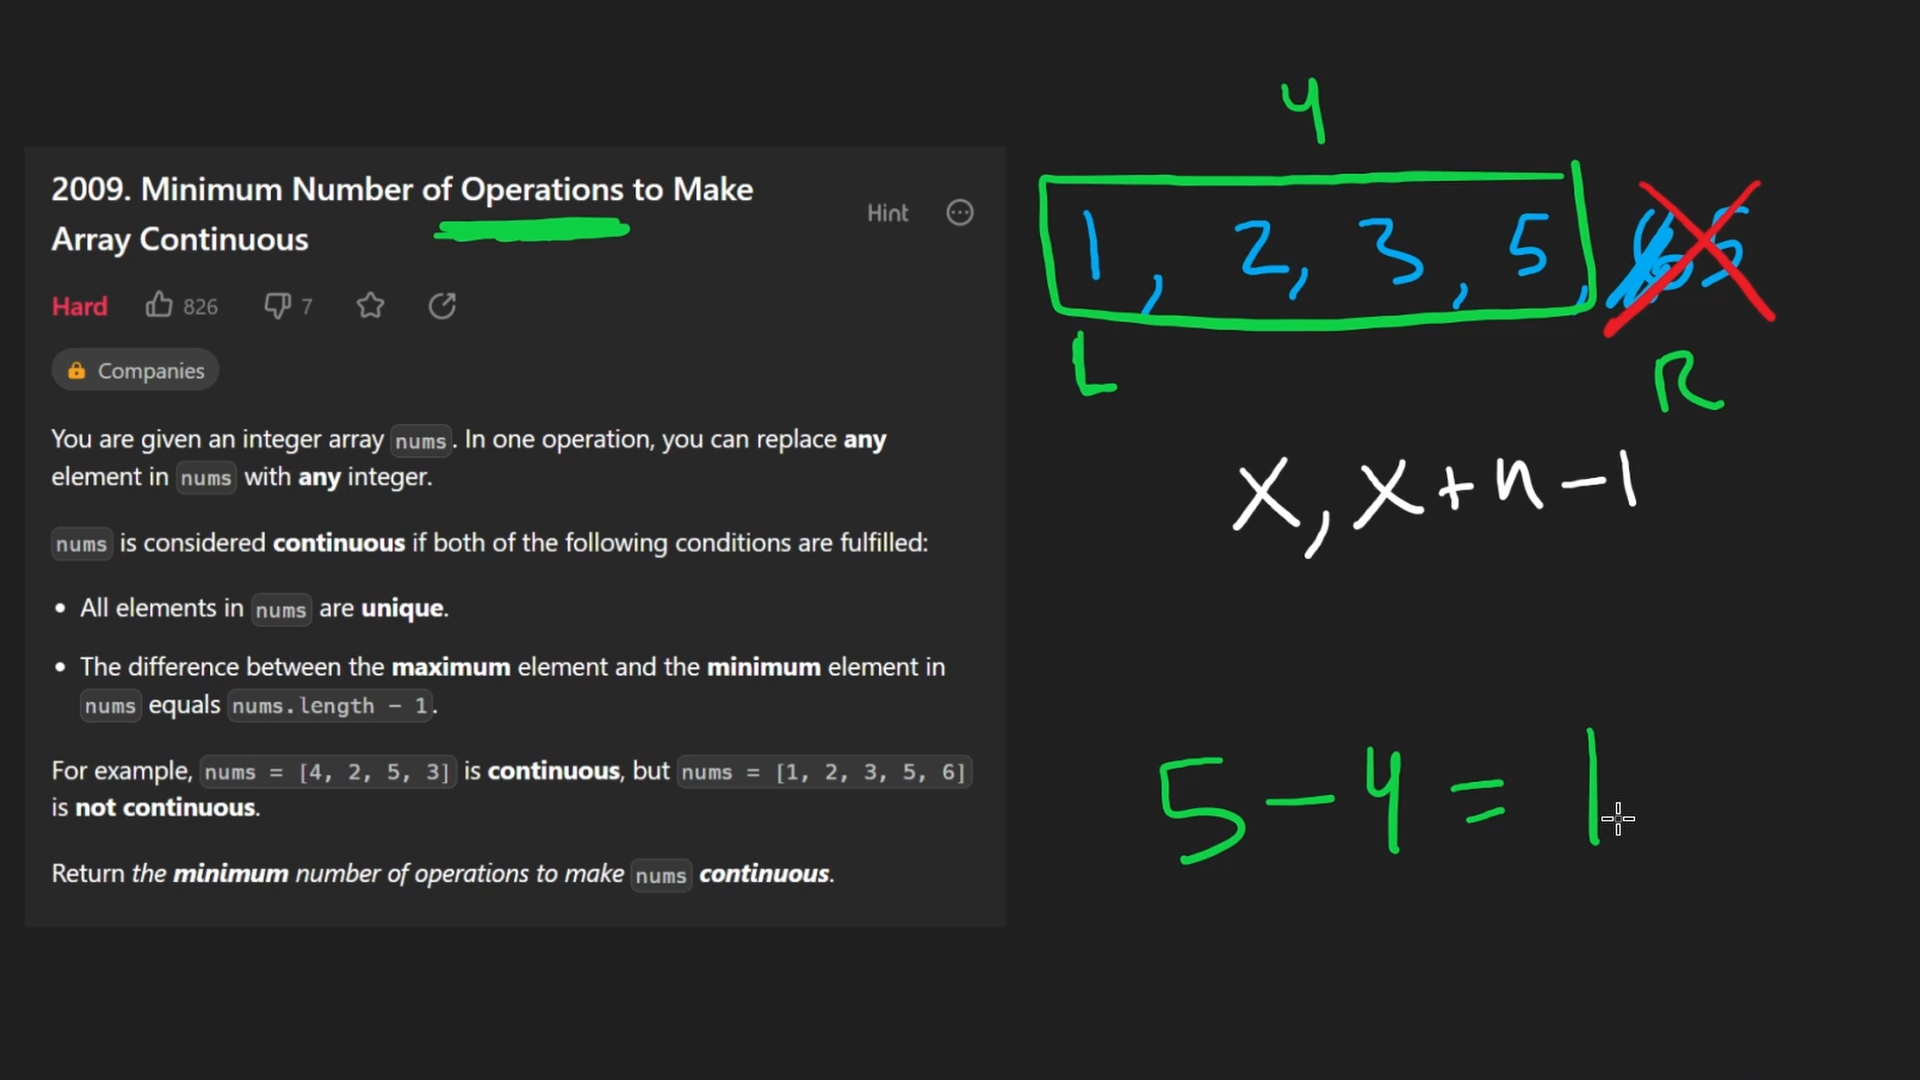 2009. Minimum Number of Operations to Make
Array Continuous
Hint
Hard 826 7
Companies
You are given an integer array nums. In one operation, you can replace any
element in nums with any integer.
nums is considered continuous if both of the following conditions are fulfilled:
• All elements in nums are unique.
• The difference between the maximum element and the minimum element in
nums equals nums.length - 1.
For example, nums = [4, 2, 5, 3] is continuous, but nums = [1, 2, 3, 5, 6]
is not continuous.
Return the minimum number of operations to make nums continuous.
4
1, 2, 3, 5,
L R
x, x+n-1
5-4=1